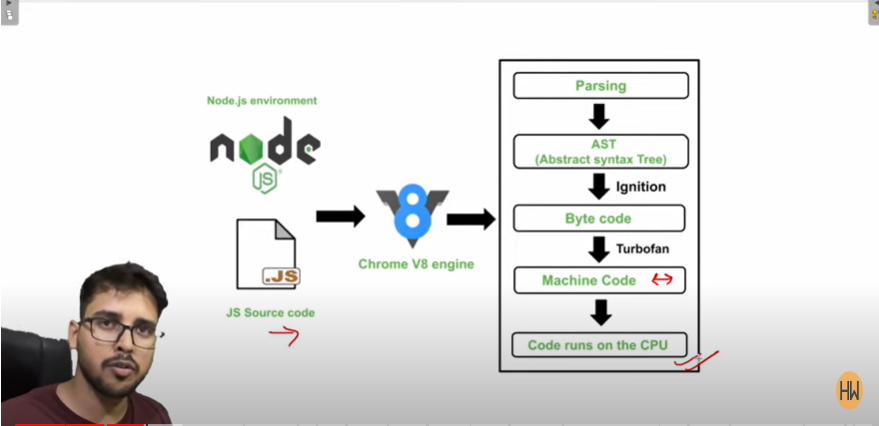 Node.js environment
node
JS
.JS
JS Source code
Chrome V8 engine
Parsing
AST
(Abstract syntax Tree)
Ignition
Byte code
Turbofan
Machine Code
Code runs on the CPU
HW